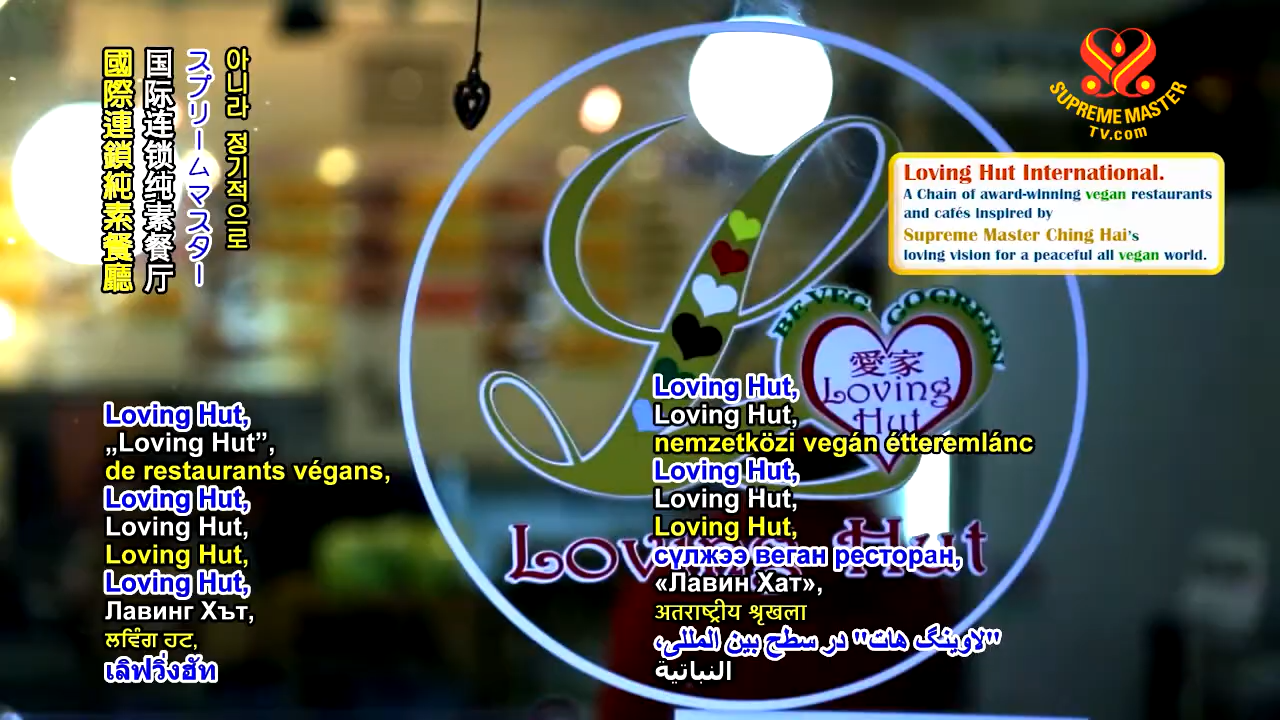 國際連鎖純素餐廳
国际连锁纯素餐厅
スプリームマスター
아니라 정기적으로
SUPREME MASTER
TV.com
Loving Hut International.
A Chain of award-winning vegan restaurants
and cafés inspired by
Supreme Master Ching Hai's
loving vision for a peaceful all vegan world.
BE VEG GO GREEN
愛家
Loving
Hut
Loving Hut
Loving Hut,
„Loving Hut”,
de restaurants végans,
Loving Hut,
Loving Hut,
Loving Hut,
Loving Hut,
Лавинг Хът,
ਲਵਿੰਗ ਹਟ,
เลิฟวิ่งฮัท
Loving Hut,
Loving Hut,
nemzetközi vegán étteremlánc
Loving Hut,
Loving Hut,
Loving Hut,
сүлжээ веган ресторан,
«Лавин Хат»,
अतराष्ट्रीय श्रृखला
"لاوینگ هات" در سطح بین المللی،
النباتية